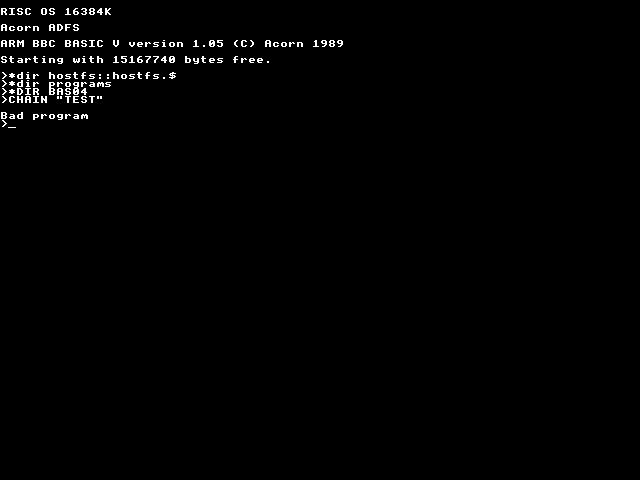 RISC OS 16384K
Acorn ADFS
ARM BBC BASIC V version 1.05 (C) Acorn 1989
Starting with 15167740 bytes free.
>*dir hostfs::hostfs.$
>*dir programs
>*DIR BAS04
>CHAIN "TEST"
Bad program
>_